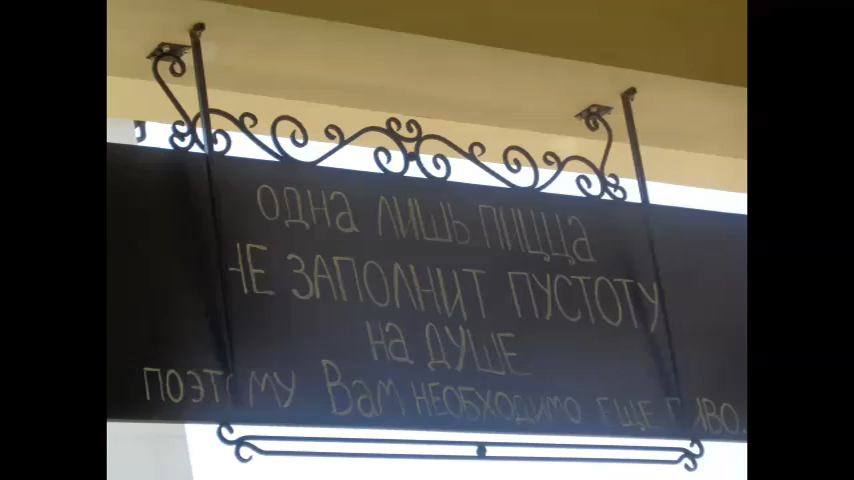 одна лишь пицца
НЕ ЗАПОЛНИТ ПУСТОТУ
на ДУШЕ
поэтому Вам необходимо еще пиво.